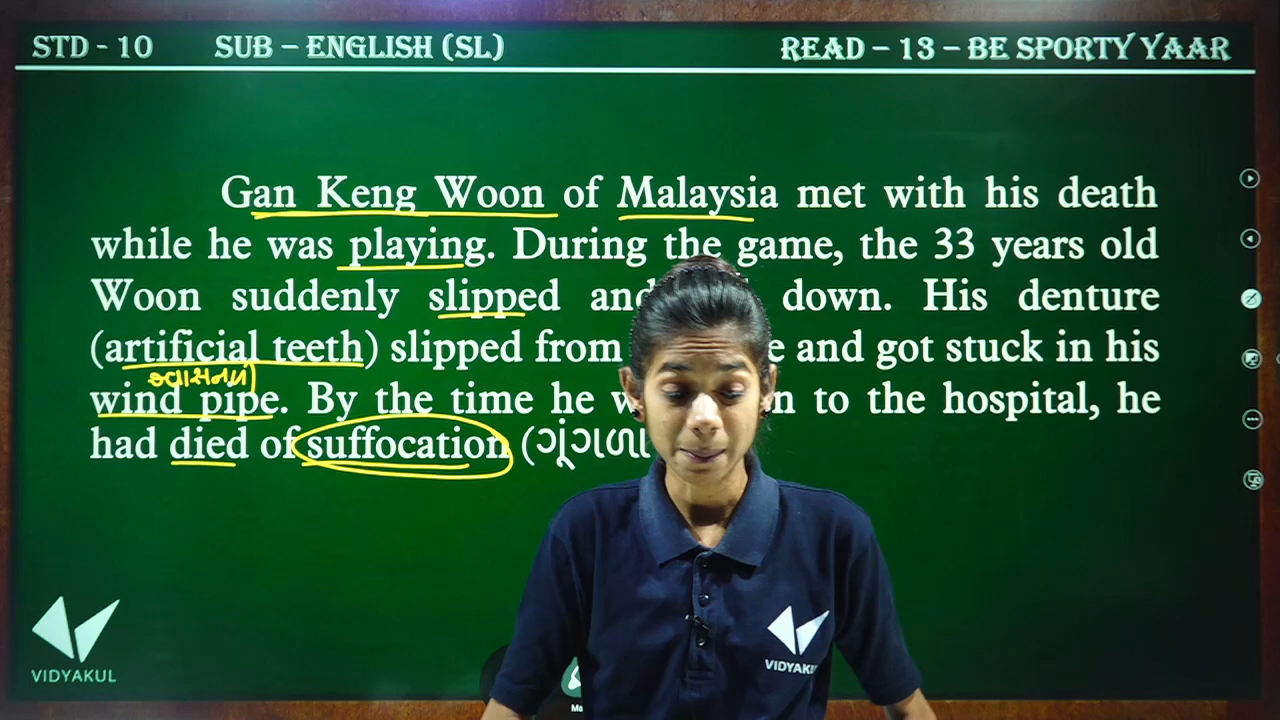 STD - 10 SUB – ENGLISH (SL) READ – 13 – BE SPORTY YAAR
Gan Keng Woon of Malaysia met with his death
while he was playing. During the game, the 33 years old
Woon suddenly slipped and down. His denture
(artificial teeth) slipped from and got stuck in his
શ્વાસનળી
wind pipe. By the time he to the hospital, he
had died of suffocation
VIDYAKUL
VIDYAKUL